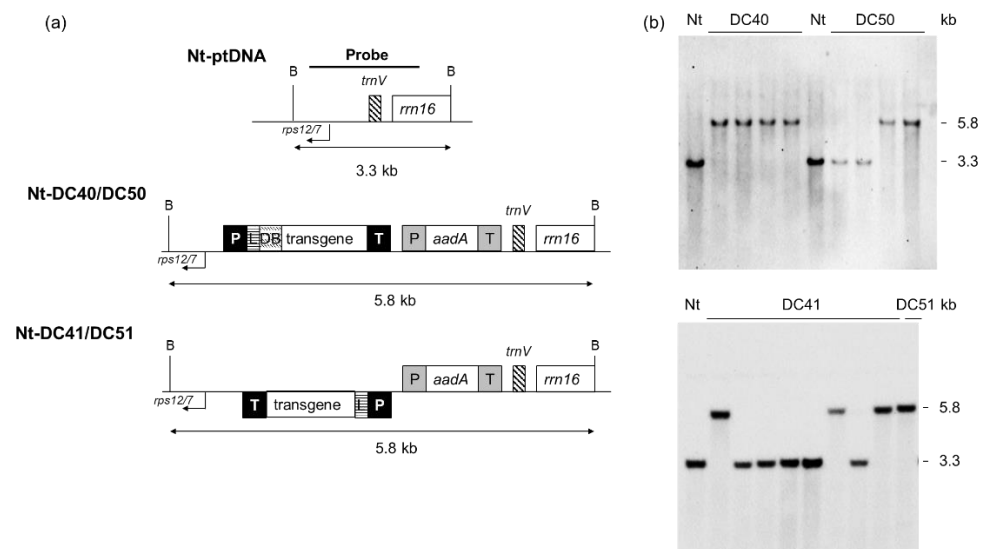 (a)
Nt-ptDNA
Probe
B
trnV
B
rrn16
rps12/7
3.3 kb
Nt-DC40/DC50
B
trnV
B
P
L
DB
transgene
T
P
aadA
T
rrn16
rps12/7
5.8 kb
Nt-DC41/DC51
B
trnV
B
P
aadA
T
rrn16
rps12/7
T
transgene
L
P
5.8 kb
(b)
Nt DC40 Nt DC50 kb
- 5.8
- 3.3
Nt DC41 DC51 kb
- 5.8
- 3.3